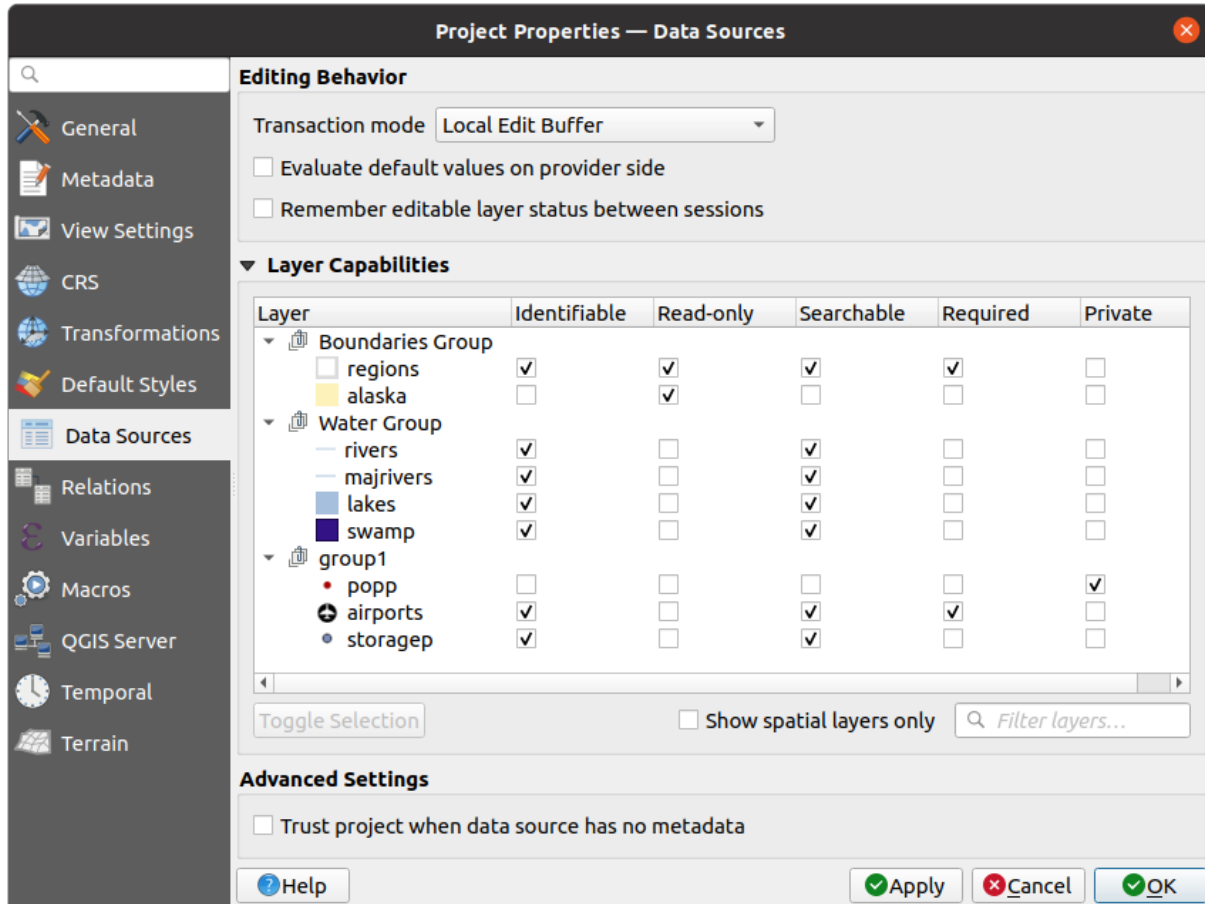 Project Properties — Data Sources
General
Metadata
View Settings
CRS
Transformations
Default Styles
Data Sources
Relations
Variables
Macros
QGIS Server
Temporal
Terrain
Editing Behavior
Transaction mode Local Edit Buffer
Evaluate default values on provider side
Remember editable layer status between sessions
Layer Capabilities
Layer Identifiable Read-only Searchable Required Private
Boundaries Group
regions
alaska
Water Group
rivers
majrivers
lakes
swamp
group1
popp
airports
storagep
Toggle Selection Show spatial layers only Filter layers...
Advanced Settings
Trust project when data source has no metadata
Help Apply Cancel OK